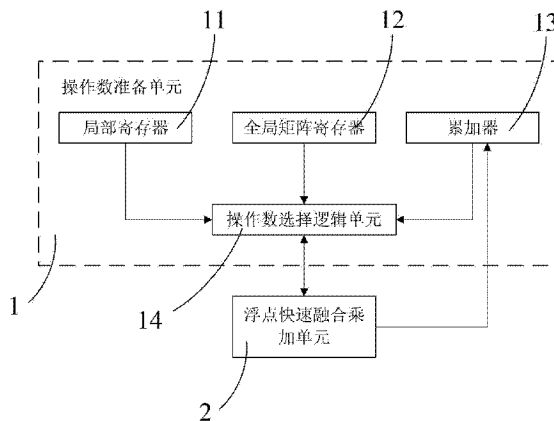 11
12
13
操作数准备单元
局部寄存器
全局矩阵寄存器
累加器
操作数选择逻辑单元
1
14
浮点快速融合乘
加单元
2